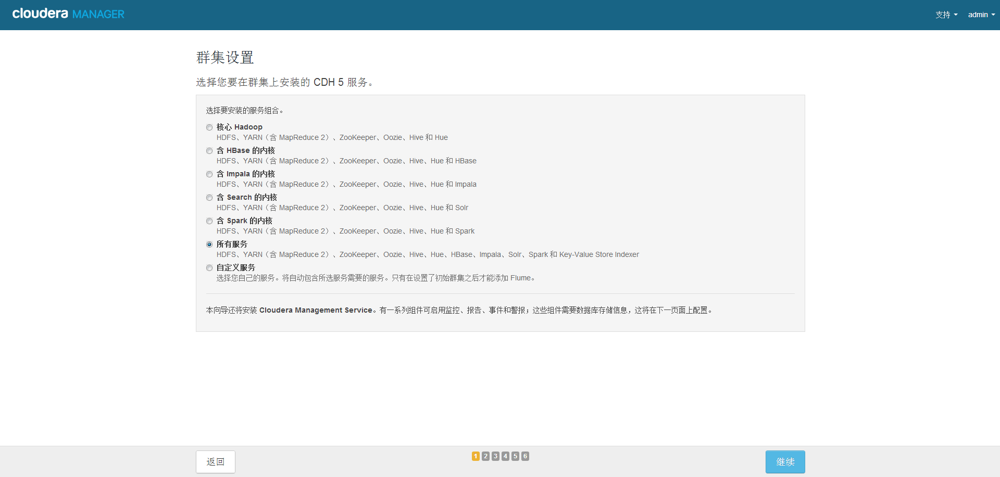 cloudera MANAGER
支持
admin
群集设置
选择您要在群集上安装的 CDH 5 服务。
选择要安装的服务组合。
核心 Hadoop
HDFS、YARN（含 MapReduce 2）、ZooKeeper、Oozie、Hive 和 Hue
含 HBase 的内核
HDFS、YARN（含 MapReduce 2）、ZooKeeper、Oozie、Hive、Hue 和 HBase
含 Impala 的内核
HDFS、YARN（含 MapReduce 2）、ZooKeeper、Oozie、Hive、Hue 和 Impala
含 Search 的内核
HDFS、YARN（含 MapReduce 2）、ZooKeeper、Oozie、Hive、Hue 和 Solr
含 Spark 的内核
HDFS、YARN（含 MapReduce 2）、ZooKeeper、Oozie、Hive、Hue 和 Spark
所有服务
HDFS、YARN（含 MapReduce 2）、ZooKeeper、Oozie、Hive、Hue、HBase、Impala、Solr、Spark 和 Key-Value Store Indexer
自定义服务
选择您自己的服务。将自动包含所选服务需要的服务。只有在设置了初始群集之后才能添加 Flume。
本向导还将安装 Cloudera Management Service。有一系列组件可启用监控、报告、事件和警报；这些组件需要数据库存储信息，这将在下一页面上配置。
返回
1 2 3 4 5 6
继续